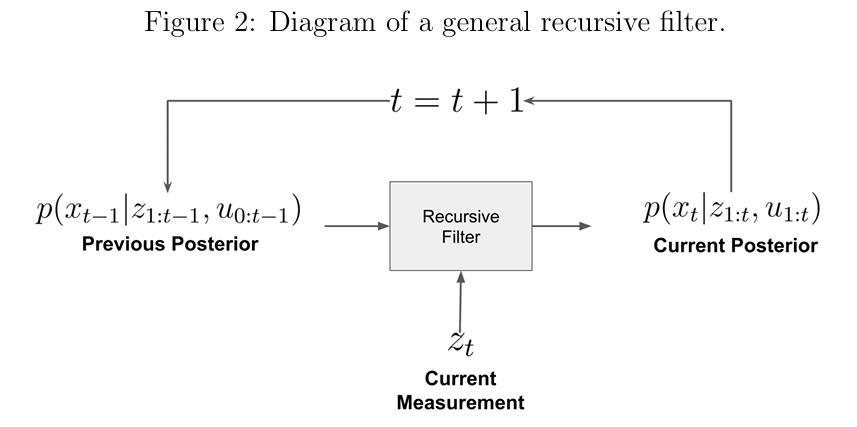 Figure 2: Diagram of a general recursive filter.
t = t + 1
p(x_{t−1}|z_{1:t−1}, u_{0:t−1})
Previous Posterior
Recursive
Filter
p(x_t|z_{1:t}, u_{1:t})
Current Posterior
z_t
Current
Measurement